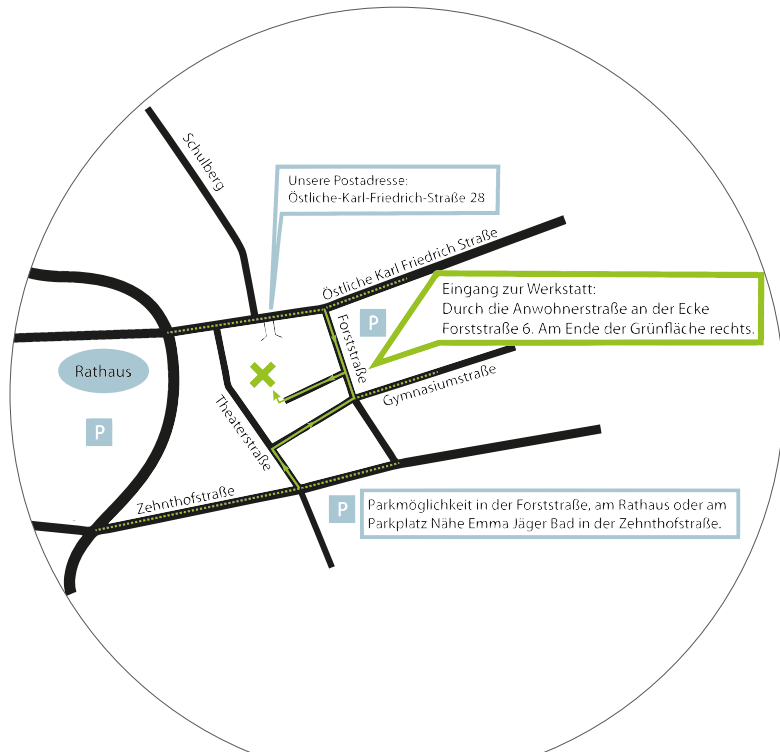 Schulberg
Unsere Postadresse:
Östliche-Karl-Friedrich-Straße 28
Östliche Karl Friedrich Straße
Eingang zur Werkstatt:
Durch die Anwohnerstraße an der Ecke
Forststraße 6. Am Ende der Grünfläche rechts.
P
Forststraße
Rathaus
Gymnasiumstraße
Theaterstraße
P
Zehnthofstraße
P
Parkmöglichkeit in der Forststraße, am Rathaus oder am
Parkplatz Nähe Emma Jäger Bad in der Zehnthofstraße.